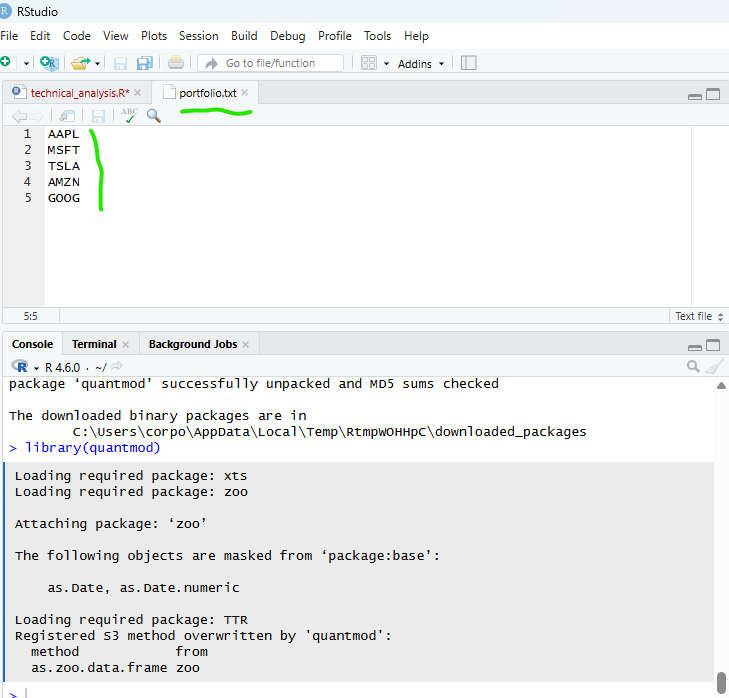 RStudio
File Edit Code View Plots Session Build Debug Profile Tools Help
Go to file/function Addins
technical_analysis.R* portfolio.txt
ABC
1 AAPL
2 MSFT
3 TSLA
4 AMZN
5 GOOG
5:5 Text file
Console Terminal Background Jobs
R R 4.6.0 · ~/
package ‘quantmod’ successfully unpacked and MD5 sums checked
The downloaded binary packages are in
C:\Users\corpo\AppData\Local\Temp\RtmpWOHHpC\downloaded_packages
> library(quantmod)
Loading required package: xts
Loading required package: zoo
Attaching package: ‘zoo’
The following objects are masked from ‘package:base’:
as.Date, as.Date.numeric
Loading required package: TTR
Registered S3 method overwritten by 'quantmod':
method from
as.zoo.data.frame zoo
>